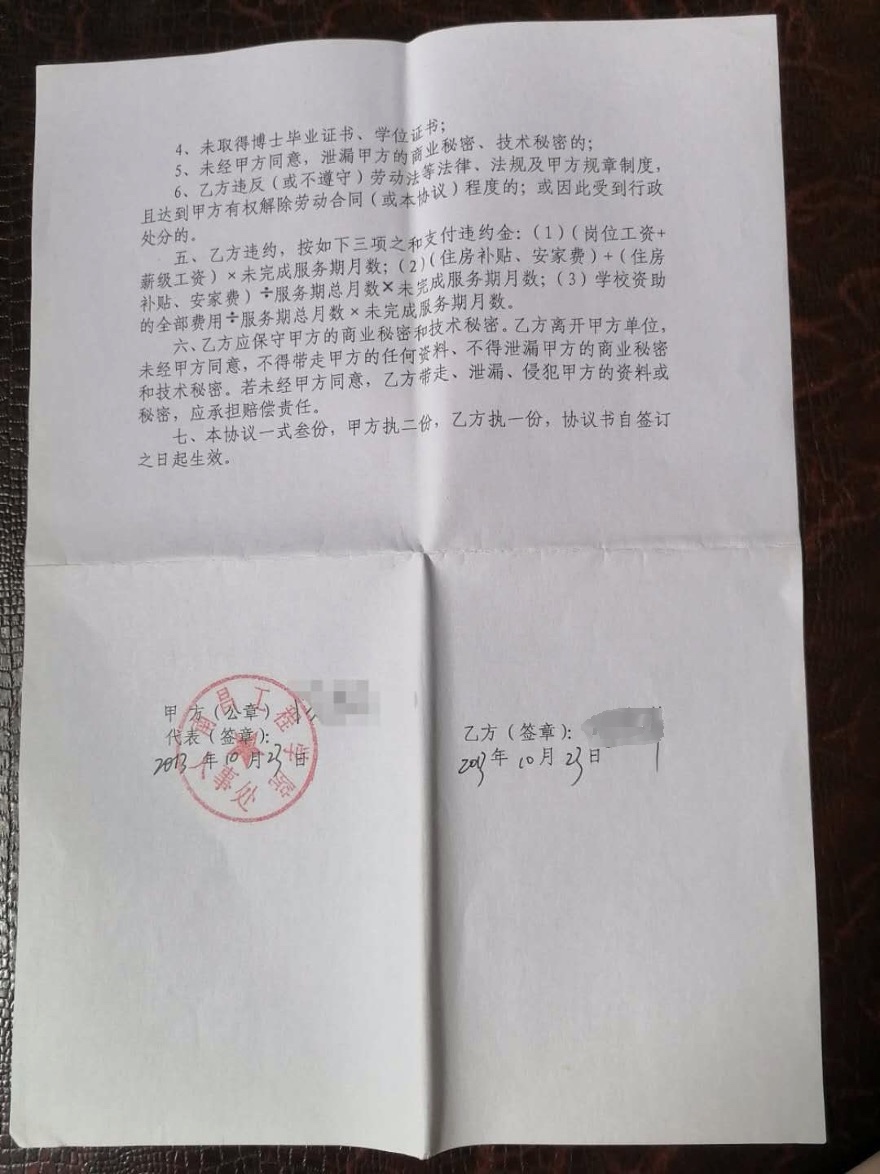 4、未取得博士毕业证书、学位证书；
5、未经甲方同意，泄漏甲方的商业秘密、技术秘密的；
6、乙方违反（或不遵守）劳动法等法律、法规及甲方规章制度，
且达到甲方有权解除劳动合同（或本协议）程度的；或因此受到行政
处分的。
五、乙方违约，按如下三项之和支付违约金：（1）（岗位工资+
薪级工资）×未完成服务期月数；（2）（住房补贴、安家费）+（住房
补贴、安家费）÷服务期总月数×未完成服务期月数；（3）学校资助
的全部费用÷服务期总月数×未完成服务期月数。
六、乙方应保守甲方的商业秘密和技术秘密。乙方离开甲方单位，
未经甲方同意，不得带走甲方的任何资料、不得泄漏甲方的商业秘密
和技术秘密。若未经甲方同意，乙方带走、泄漏、侵犯甲方的资料或
秘密，应承担赔偿责任。
七、本协议一式叁份，甲方执二份，乙方执一份，协议书自签订
之日起生效。
甲方（公章）
代表（签章）：
2013年10月23日
昌工程学院
人事处
乙方（签章）：
2013年10月23日